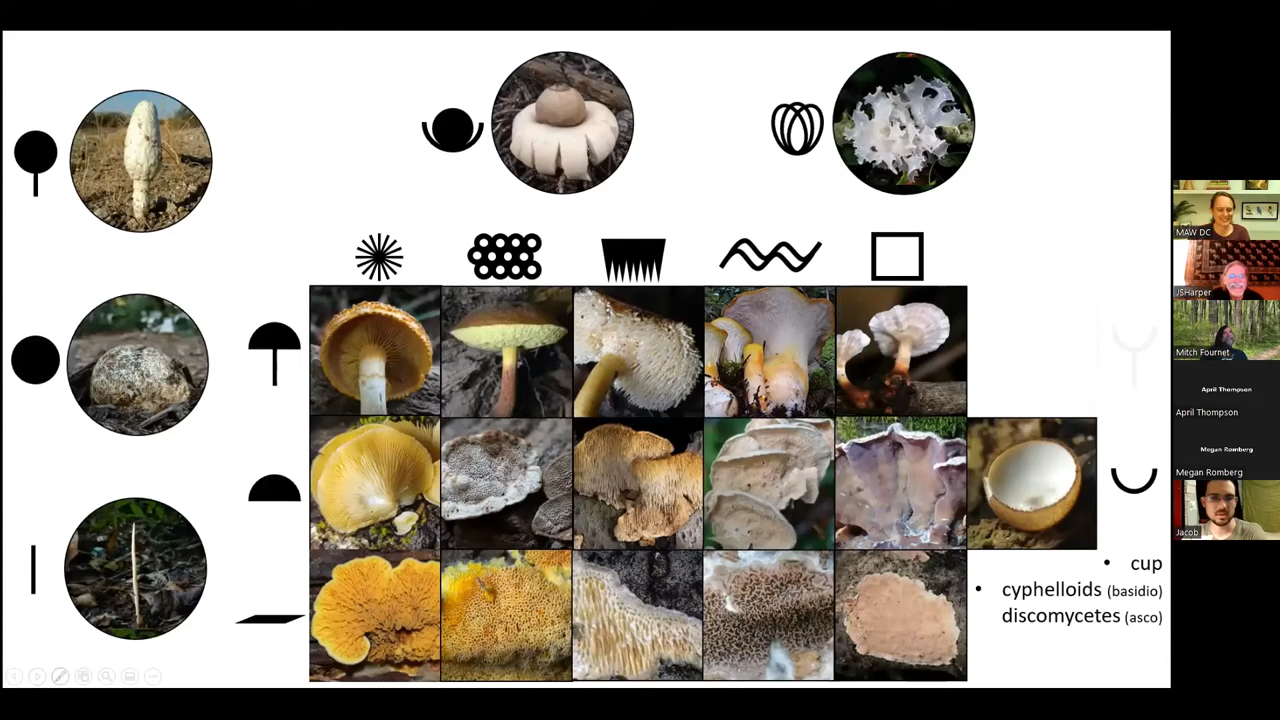 • cup
• cyphelloids (basidio)
discomycetes (asco)
MAW DC
JSHarper
Mitch Fournet
April Thompson
April Thompson
Megan Romberg
Megan Romberg
Jacob